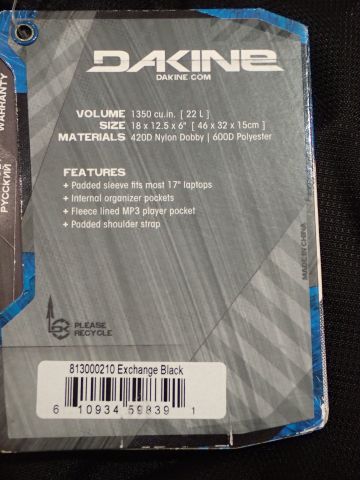 DAKINE
DAKINE.COM
VOLUME 1350 cu.in. [ 22 L ]
SIZE 18 x 12.5 x 6" [ 46 x 32 x 15cm ]
MATERIALS 420D Nylon Dobby | 600D Polyester
FEATURES
+ Padded sleeve fits most 17" laptops
+ Internal organizer pockets
+ Fleece lined MP3 player pocket
+ Padded shoulder strap
PLEASE
RECYCLE
MADE IN CHINA
813000210 Exchange Black
6 10934 59839 1
WARRANTY
РУССКИЙ